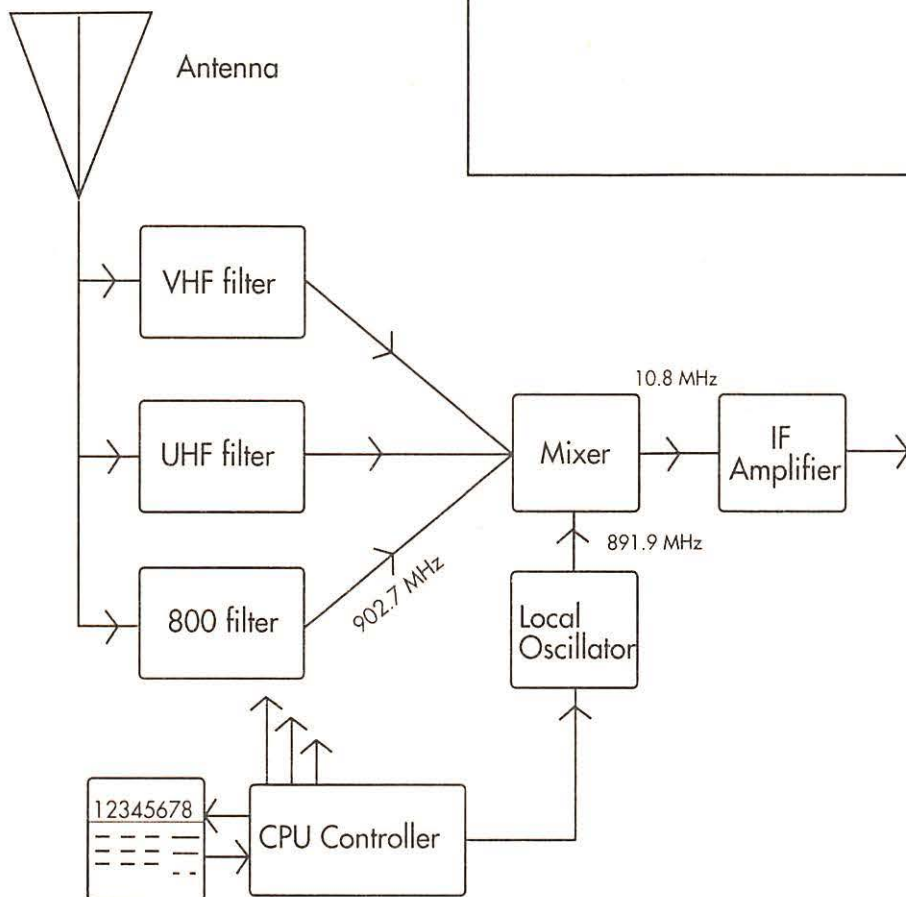 Antenna
VHF filter
10.8 MHz
UHF filter
Mixer
IF
Amplifier
891.9 MHz
902.7 MHz
800 filter
Local
Oscillator
12345678
CPU Controller